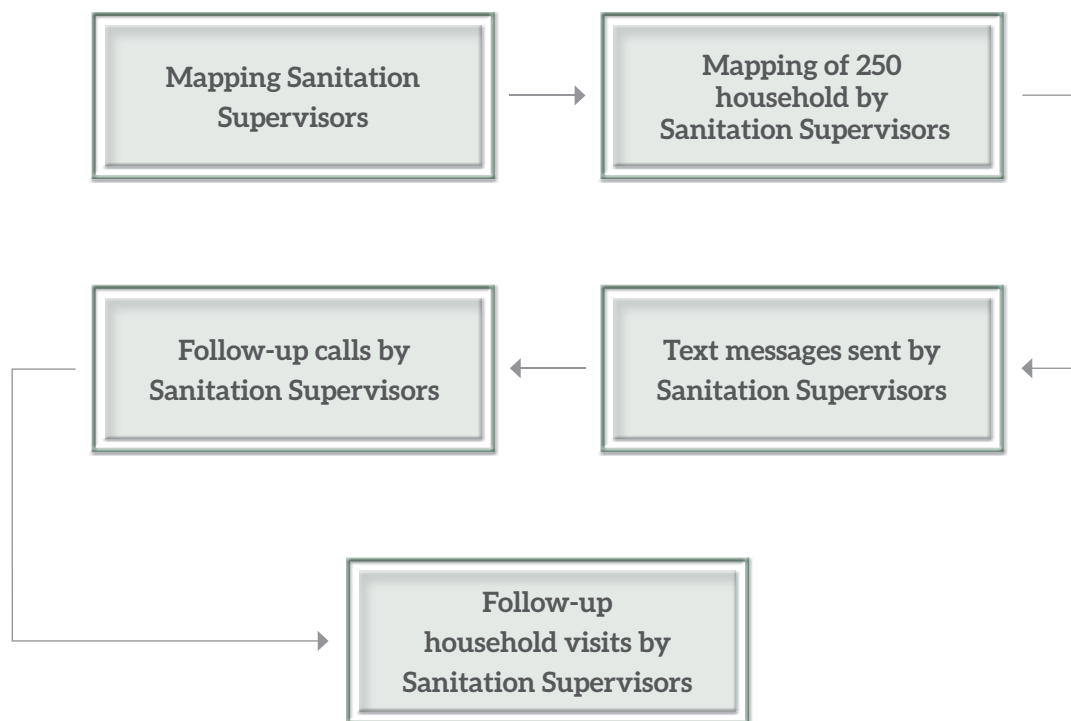 Mapping Sanitation
Supervisors
Mapping of 250
household by
Sanitation Supervisors
Text messages sent by
Sanitation Supervisors
Follow-up calls by
Sanitation Supervisors
Follow-up
household visits by
Sanitation Supervisors